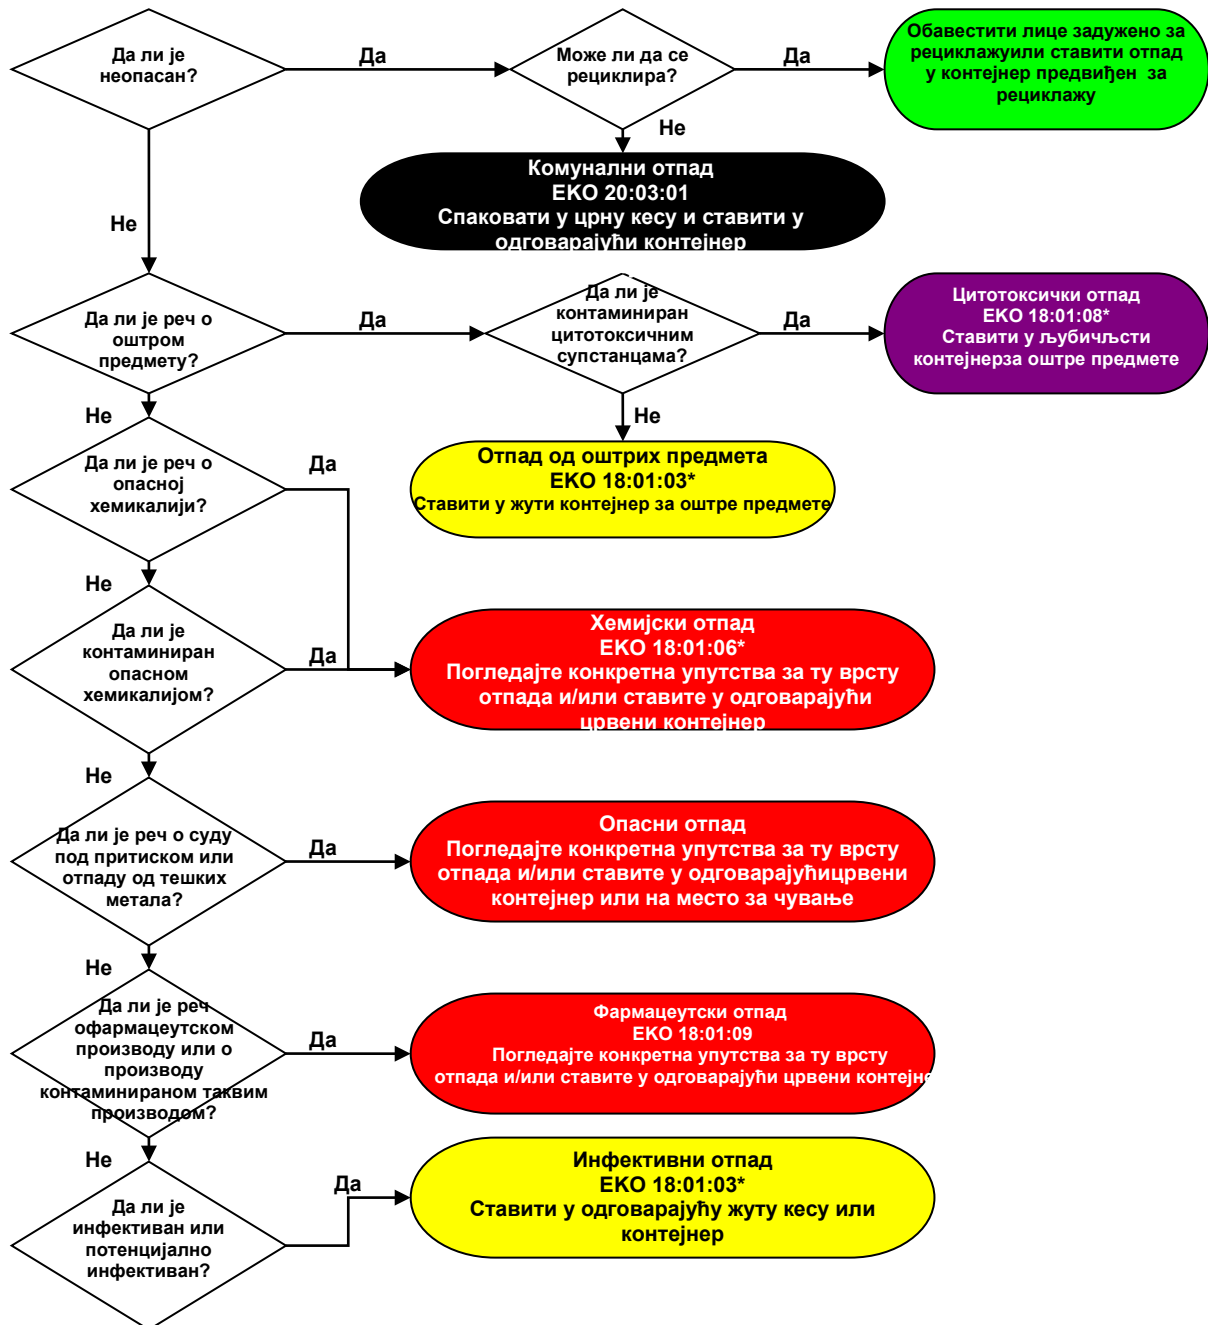 Да ли је
неопасан?
Да
Може ли да се
рециклира?
Да
Обавестити лице задужено за
рециклажуили ставити отпад
у контејнер предвиђен за
рециклажу
Не
Комунални отпад
ЕКО 20:03:01
Спаковати у црну кесу и ставити у
одговарајући контејнер
Не
Да ли је реч о
оштром
предмету?
Да
Да ли је
контаминиран
цитотоксичним
супстанцама?
Да
Цитотоксички отпад
ЕКО 18:01:08*
Ставити у љубичљсти
контејнерза оштре предмете
Не
Отпад од оштрих предмета
ЕКО 18:01:03*
Ставити у жути контејнер за оштре предмете
Не
Да ли је реч о
опасној
хемикалији?
Да
Не
Да ли је
контаминиран
опасном
хемикалијом?
Да
Хемијски отпад
ЕКО 18:01:06*
Погледајте конкретна упутства за ту врсту
отпада и/или ставите у одговарајући
црвени контејнер
Не
Да ли је реч о суду
под притиском или
отпаду од тешких
метала?
Да
Опасни отпад
Погледајте конкретна упутства за ту врсту
отпада и/или ставите у одговарајућицрвени
контејнер или на место за чување
Не
Да ли је реч
офармацеутском
производу или о
производу
контаминираном таквим
производом?
Да
Фармацеутски отпад
ЕКО 18:01:09
Погледајте конкретна упутства за ту врсту
отпада и/или ставите у одговарајући црвени контејне
Не
Да ли је
инфективан или
потенцијално
инфективан?
Да
Инфективни отпад
ЕКО 18:01:03*
Ставити у одговарајућу жуту кесу или
контејнер